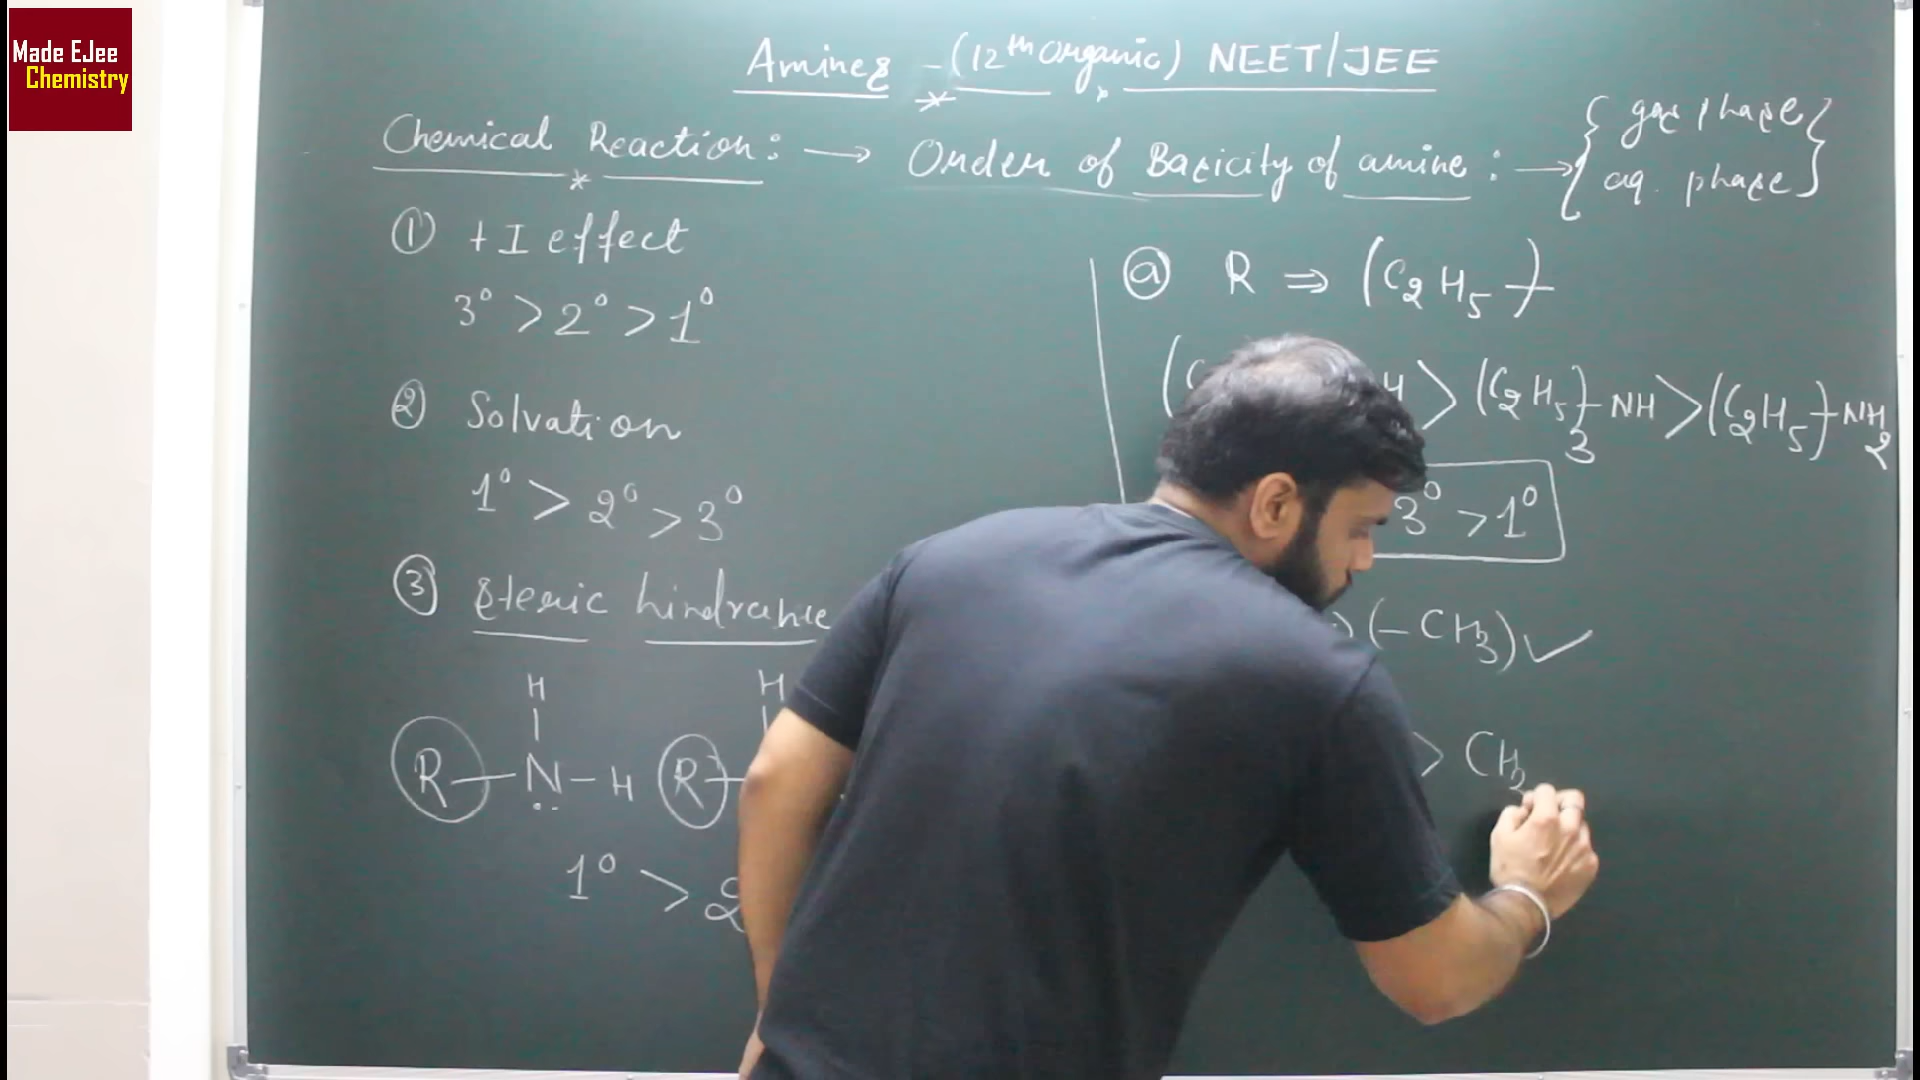 Made EJee
Chemistry
Amines - (12th Organic) NEET/JEE
Chemical Reaction: → Order of Basicity of amine: → { gas phase }
aq. phase
① + I effect
3° > 2° > 1°
② Solvation
1° > 2° > 3°
③ Steric hindrance
H
R - N - H
H
R -
1° > 2
ⓐ R ⇒ (C2H5-)
(C H > (C2H5)3-NH > (C2H5)-NH2
3° > 1°
(-CH3) ✓
> CH3